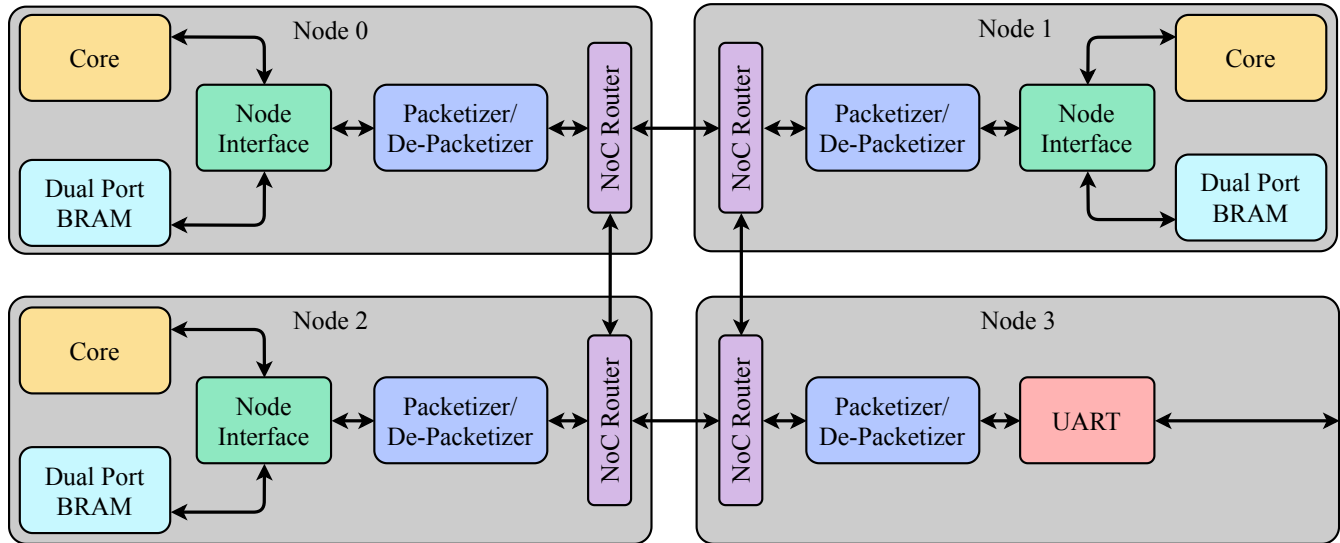 Node 0
Core
Node
Interface
Dual Port
BRAM
Packetizer/
De-Packetizer
NoC Router
Node 1
NoC Router
Packetizer/
De-Packetizer
Node
Interface
Core
Dual Port
BRAM
Node 2
Core
Node
Interface
Dual Port
BRAM
Packetizer/
De-Packetizer
NoC Router
Node 3
NoC Router
Packetizer/
De-Packetizer
UART